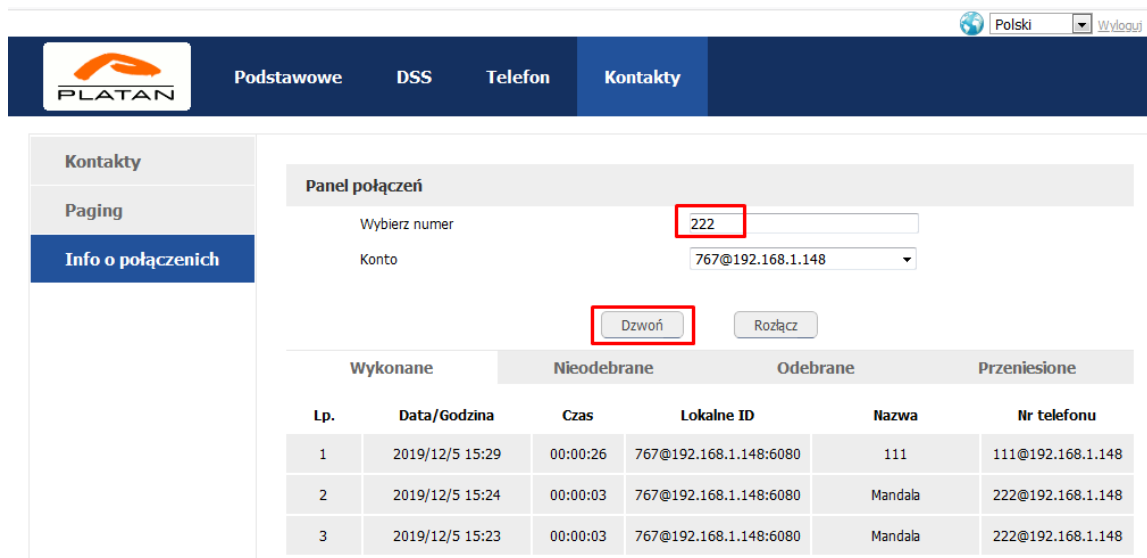 Polski Wyloguj
PLATAN
Podstawowe DSS Telefon Kontakty
Kontakty
Paging
Info o połączenich
Panel połączeń
Wybierz numer 222
Konto 767@192.168.1.148
Dzwoń Rozłącz
Wykonane Nieodebrane Odebrane Przeniesione
Lp. Data/Godzina Czas Lokalne ID Nazwa Nr telefonu
1 2019/12/5 15:29 00:00:26 767@192.168.1.148:6080 111 111@192.168.1.148
2 2019/12/5 15:24 00:00:03 767@192.168.1.148:6080 Mandala 222@192.168.1.148
3 2019/12/5 15:23 00:00:03 767@192.168.1.148:6080 Mandala 222@192.168.1.148